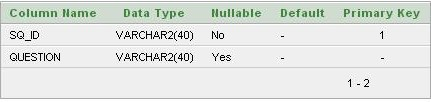 Column Name Data Type Nullable Default Primary Key
SQ_ID VARCHAR2(40) No - 1
QUESTION VARCHAR2(40) Yes - -
1 - 2